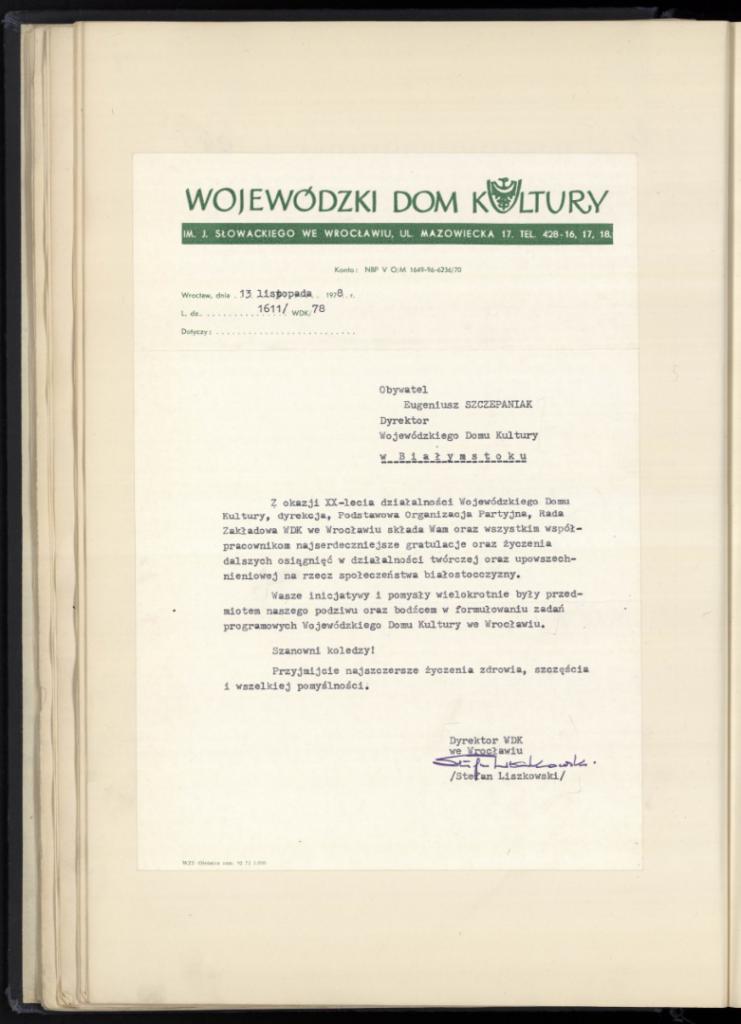 WOJEWÓDZKI DOM KULTURY
IM. J. SŁOWACKIEGO WE WROCŁAWIU, UL. MAZOWIECKA 17. TEL. 428-16, 17, 18.
Konto: NBP V O/M 1649-96-6236/70
Wrocław, dnia . 13 listopada . . 1978 . r.
L. dz. . . . . . . . . . 1611/ WDK/78
Dotyczy: . . . . . . . . . . . . . . . . . . . . . . . .
Obywatel
Eugeniusz SZCZEPANIAK
Dyrektor
Wojewódzkiego Domu Kultury
w B i a ł y m s t o k u
Z okazji XX-lecia działalności Wojewódzkiego Domu
Kultury, dyrekcja, Podstawowa Organizacja Partyjna, Rada
Zakładowa WDK we Wrocławiu składa Wam oraz wszystkim współ-
pracownikom najserdeczniejsze gratulacje oraz życzenia
dalszych osiągnięć w działalności twórczej oraz upowszech-
nieniowej na rzecz społeczeństwa białostocczyzny.
Wasze inicjatywy i pomysły wielokrotnie były przed-
miotem naszego podziwu oraz bodźcem w formułowaniu zadań
programowych Wojewódzkiego Domu Kultury we Wrocławiu.
Szanowni koledzy!
Przyjmijcie najszczersze życzenia zdrowia, szczęścia
i wszelkiej pomyślności.
Dyrektor WDK
we Wrocławiu
Stefan Liszkowski
/Stefan Liszkowski/